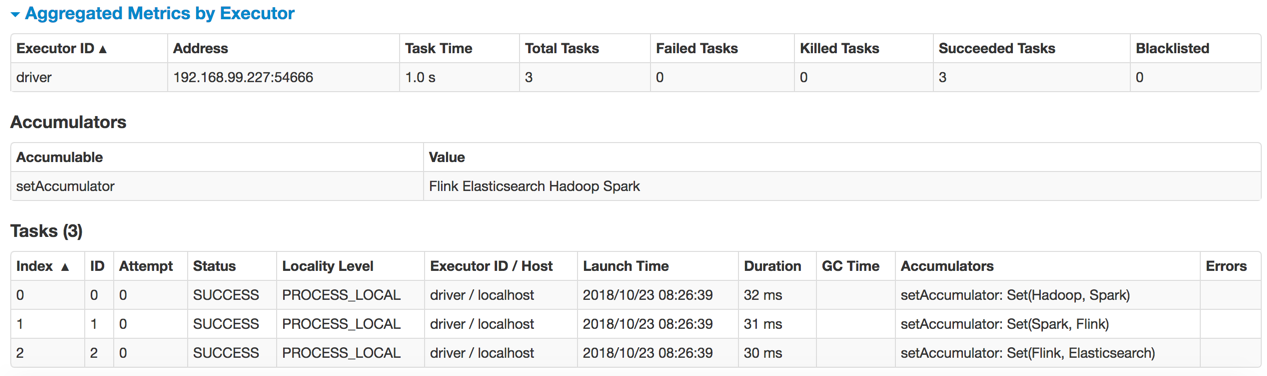 Aggregated Metrics by Executor
Executor ID ▲ Address Task Time Total Tasks Failed Tasks Killed Tasks Succeeded Tasks Blacklisted
driver 192.168.99.227:54666 1.0 s 3 0 0 3 0
Accumulators
Accumulable Value
setAccumulator Flink Elasticsearch Hadoop Spark
Tasks (3)
Index ▲ ID Attempt Status Locality Level Executor ID / Host Launch Time Duration GC Time Accumulators Errors
0 0 0 SUCCESS PROCESS_LOCAL driver / localhost 2018/10/23 08:26:39 32 ms setAccumulator: Set(Hadoop, Spark)
1 1 0 SUCCESS PROCESS_LOCAL driver / localhost 2018/10/23 08:26:39 31 ms setAccumulator: Set(Spark, Flink)
2 2 0 SUCCESS PROCESS_LOCAL driver / localhost 2018/10/23 08:26:39 30 ms setAccumulator: Set(Flink, Elasticsearch)